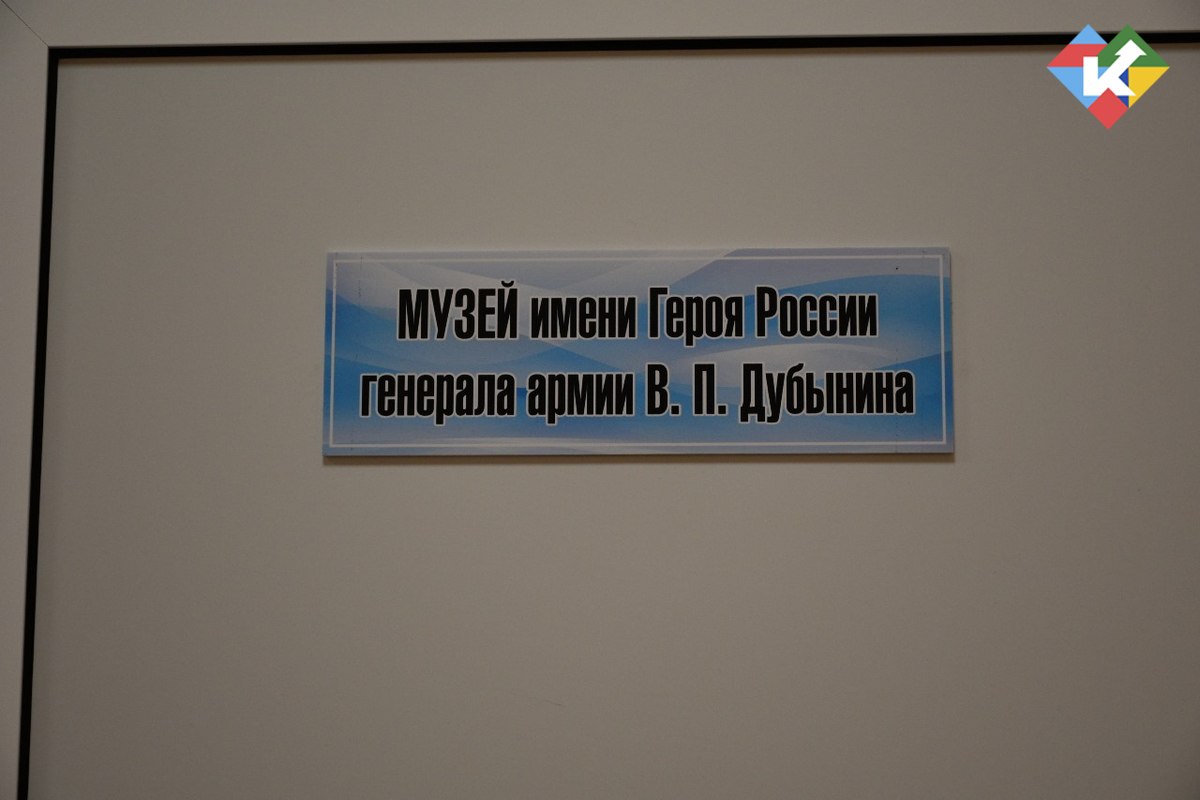 МУЗЕЙ имени Героя России
генерала армии В. П. Дубынина